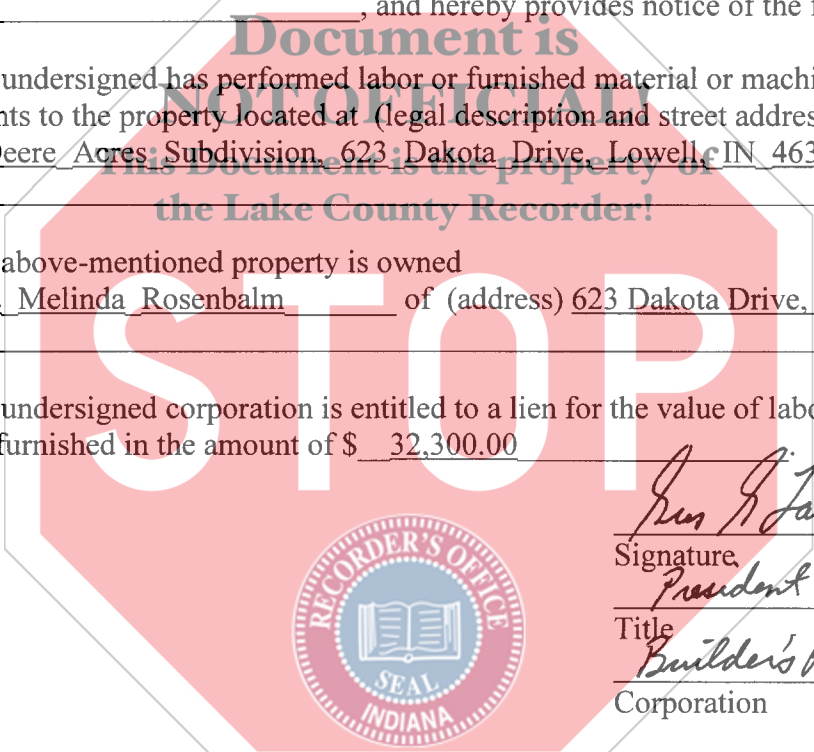 , and hereby provides notice of the f
Document is
undersigned has performed labor or furnished material or machi
NOT OFFICIAL!
nts to the property located at (legal description and street addres
Deere Acres Subdivision, 623 Dakota Drive, Lowell, IN 463
This Document is the property of
the Lake County Recorder!
above-mentioned property is owned
Melinda Rosenbalm of (address) 623 Dakota Drive,
STOP
undersigned corporation is entitled to a lien for the value of labo
furnished in the amount of $ 32,300.00.
Signature
President
Title
Builder's
Corporation
RECORDER'S OFFICE
SEAL
INDIANA